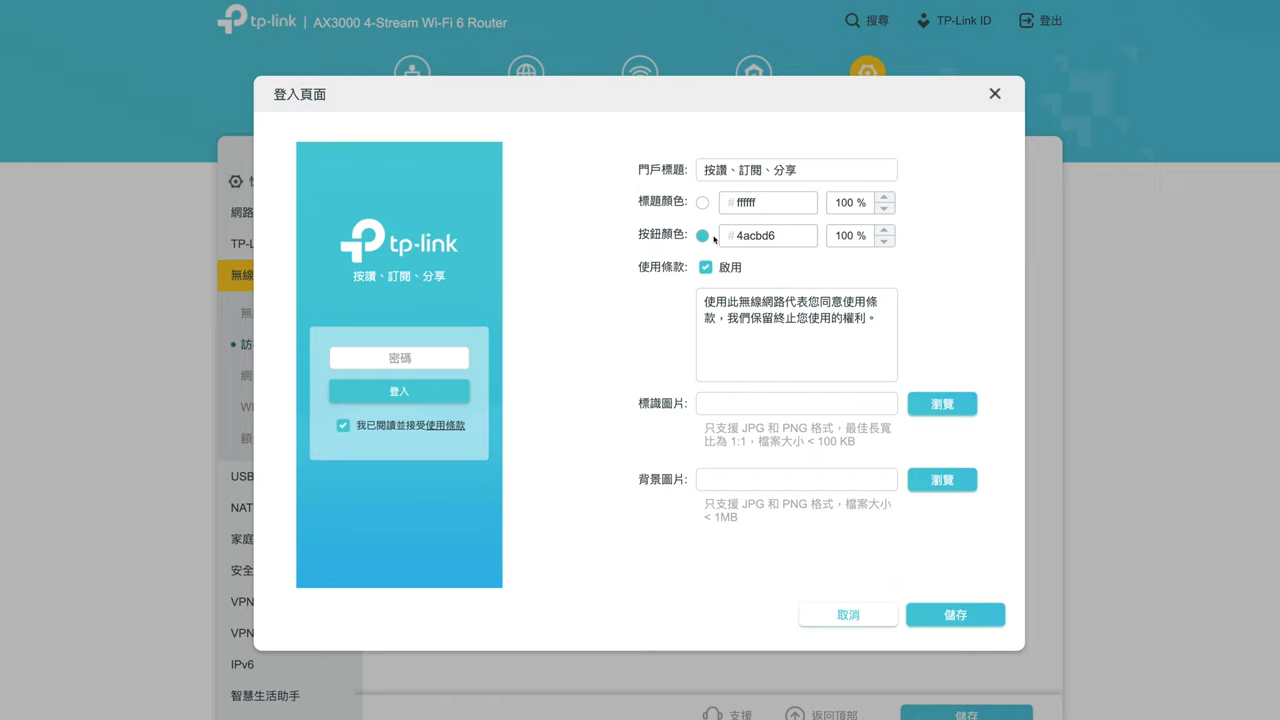 tp-link | AX3000 4-Stream Wi-Fi 6 Router
搜尋
TP-Link ID
登出
登入頁面
tp-link
按讚、訂閱、分享
密碼
登入
我已閱讀並接受使用條款
門戶標題:
按讚、訂閱、分享
標題顏色:
# ffffff
100 %
按鈕顏色:
# 4acbd6
100 %
使用條款:
啟用
使用此無線網路代表您同意使用條
款，我們保留終止您使用的權利。
標識圖片:
瀏覽
只支援 JPG 和 PNG 格式，最佳長寬
比為 1:1，檔案大小 < 100 KB
背景圖片:
瀏覽
只支援 JPG 和 PNG 格式，檔案大小
< 1MB
取消
儲存
網路
TP-L
無線
訪
網
額
USB
NAT
家庭
安全
VPN
VPN
IPv6
智慧生活助手
支援
返回頂部
儲存